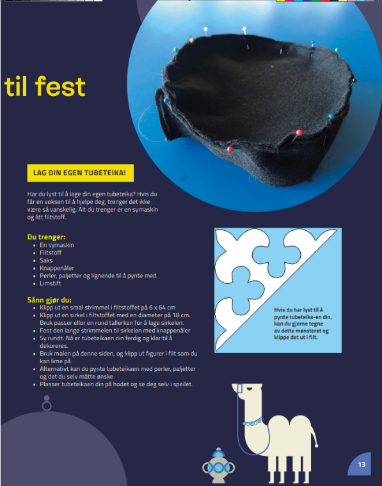 til fest
LAG DIN EGEN TUBETEIKA!
Har du lyst til å lage din egen tubeteika? Hvis du
får en voksen til å hjelpe deg, trenger det ikke
være så vanskelig. Alt du trenger er en symaskin
og litt filtstoff.
Du trenger:
• En symaskin
• Filtstoff
• Saks
• Knappenåler
• Perler, paljetter og lignende til å pynte med
• Limstift
Sånn gjør du:
• Klipp ut en smal strimmel i filtstoffet på 6 x 64 cm
• Klipp ut en sirkel i filtstoffet med en diameter på 18 cm.
Bruk passer eller en rund tallerken for å lage sirkelen.
• Fest den lange strimmelen til sirkelen med knappenåler
• Sy rundt. Nå er tubeteikaen din ferdig og klar til å
dekoreres.
• Bruk malen på denne siden, og klipp ut figurer i filt som du
kan lime på.
• Alternativt kan du pynte tubeteikaen med perler, paljetter
og det du selv måtte ønske
• Plasser tubeteikaen din på hodet og se deg selv i speilet.
Hvis du har lyst til å
pynte tubeteika-en din,
kan du gjerne tegne
av dette mønsteret og
klippe det ut i filt.
13